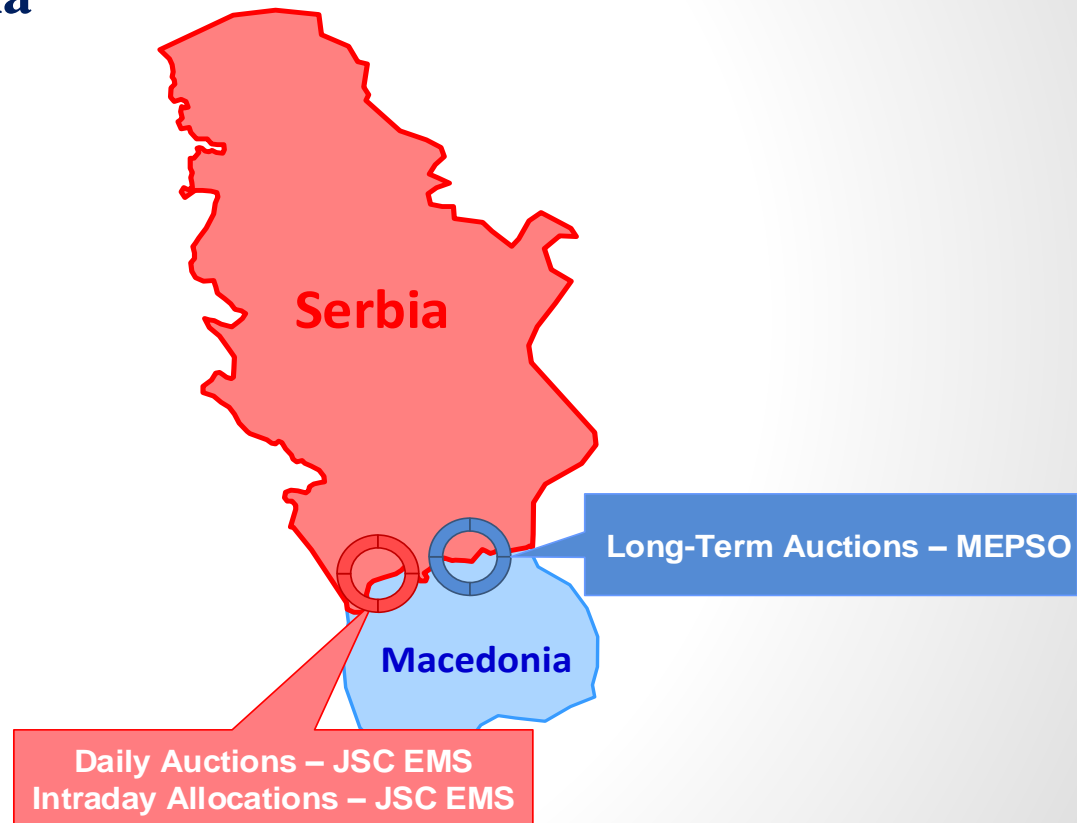 Serbia
Long-Term Auctions – MEPSO
Macedonia
Daily Auctions – JSC EMS
Intraday Allocations – JSC EMS